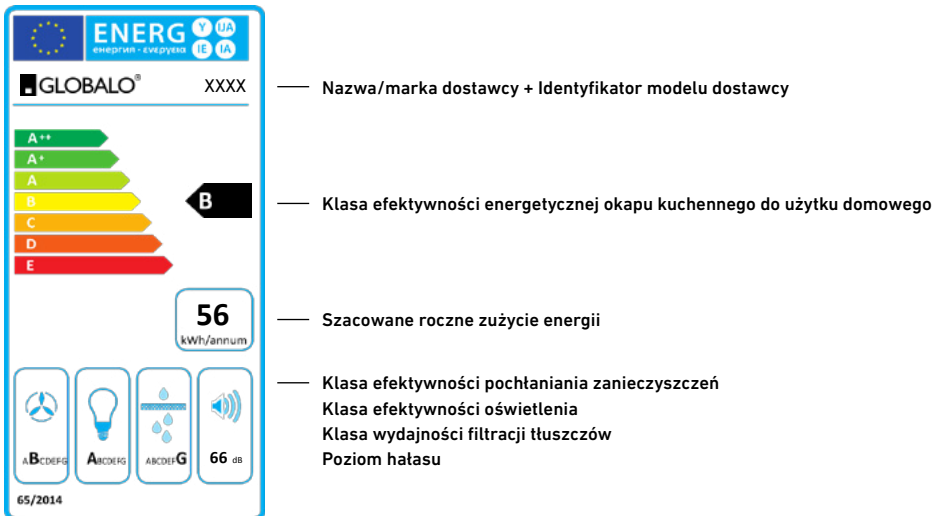 ENERG Y UA
енергия · ενεργεια IE IA
GLOBALO® XXXX
Nazwa/marka dostawcy + Identyfikator modelu dostawcy
A++
A+
A
B
B
Klasa efektywności energetycznej okapu kuchennego do użytku domowego
C
D
E
56
kWh/annum
Szacowane roczne zużycie energii
Klasa efektywności pochłaniania zanieczyszczeń
Klasa efektywności oświetlenia
Klasa wydajności filtracji tłuszczów
Poziom hałasu
ABCDEFG
ABCDEFG
ABCDEFG
66 dB
65/2014